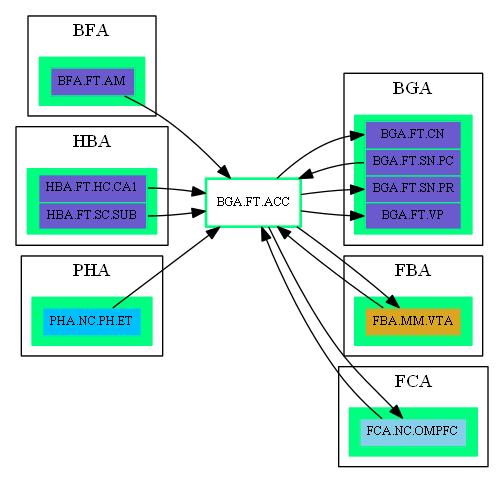 BFA
BFA.FT.AM
HBA
HBA.FT.HC.CA1
HBA.FT.SC.SUB
PHA
PHA.NC.PH.ET
BGA.FT.ACC
BGA
BGA.FT.CN
BGA.FT.SN.PC
BGA.FT.SN.PR
BGA.FT.VP
FBA
FBA.MM.VTA
FCA
FCA.NC.OMPFC